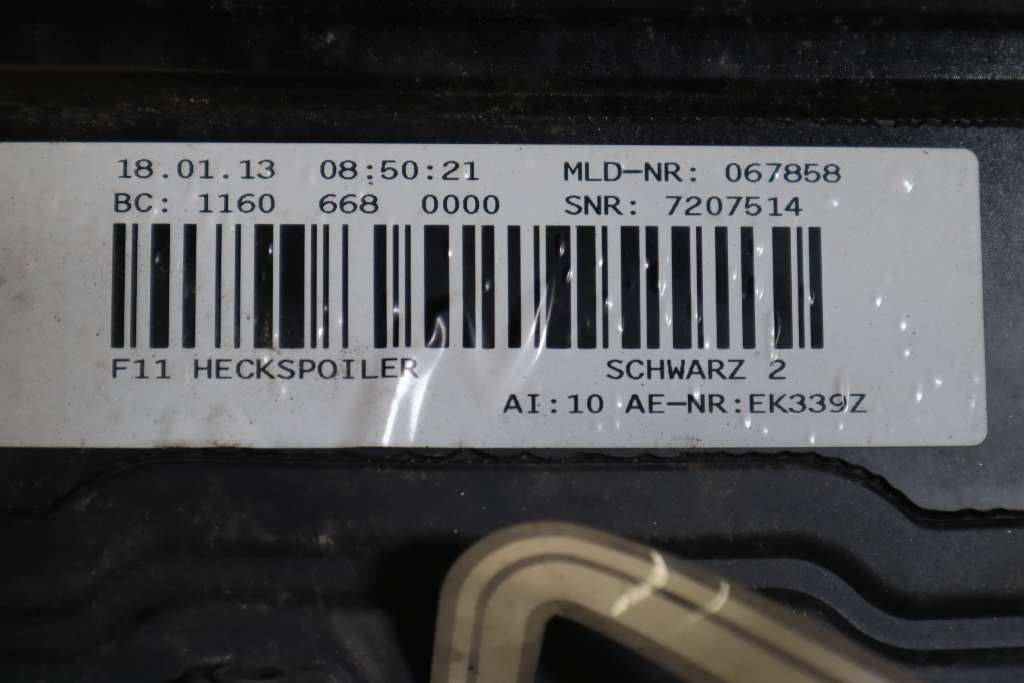 18.01.13 08:50:21 MLD-NR: 067858
BC: 1160 668 0000 SNR: 7207514
F11 HECKSPOILER SCHWARZ 2
AI:10 AE-NR:EK339Z